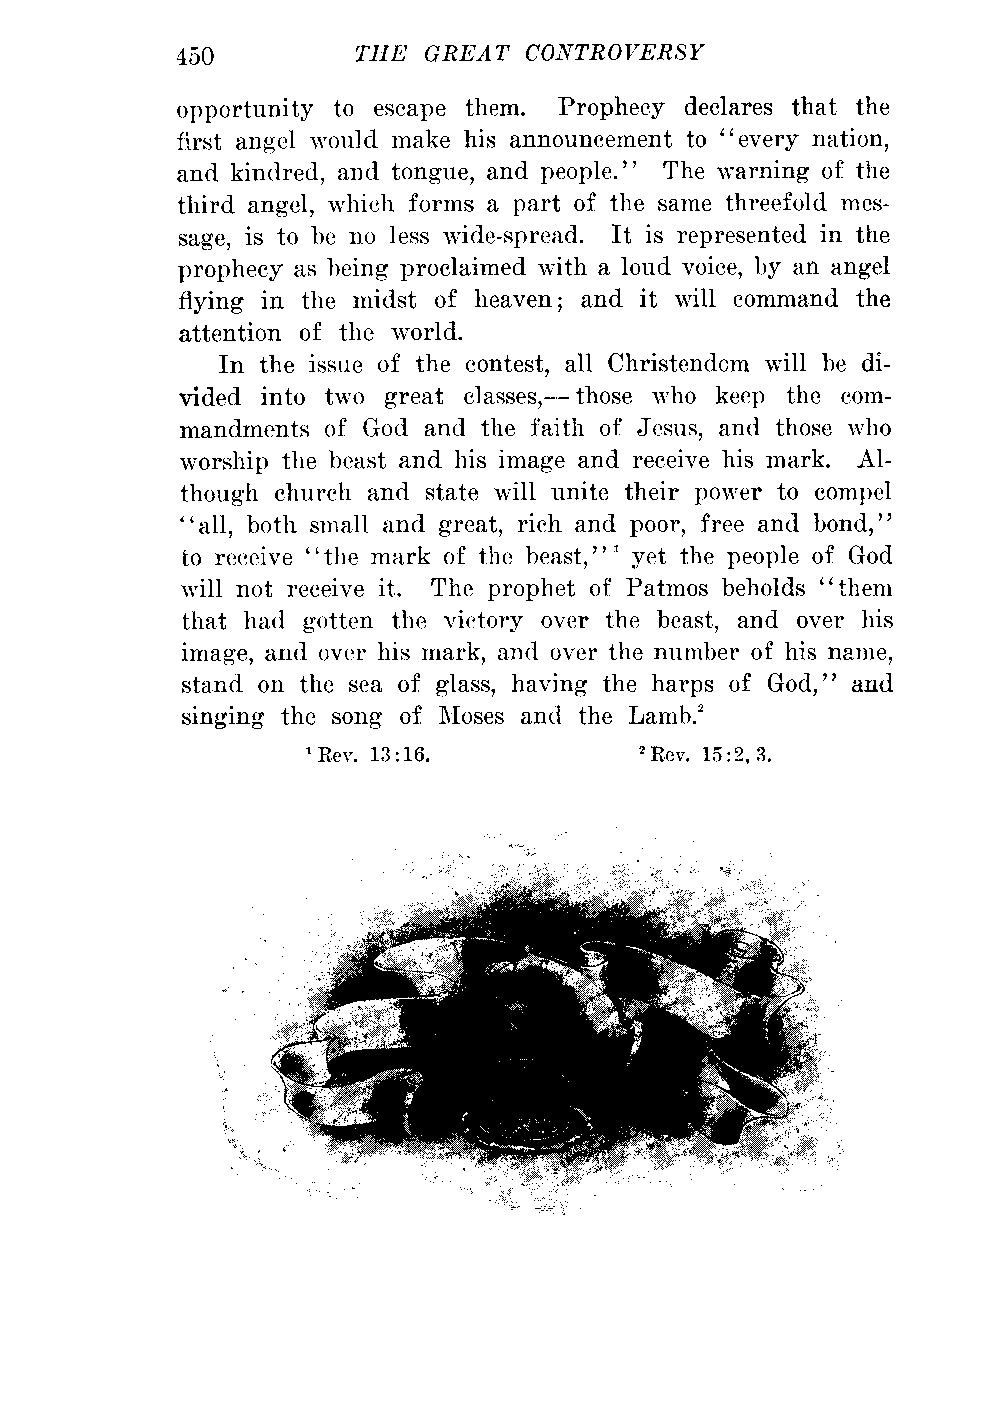 450 THE GREAT CONTROVERSY
opportunity to escape them. Prophecy declares that the
first angel would make his announcement to “every nation,
and kindred, and tongue, and people.” The warning of the
third angel, which forms a part of the same threefold mes-
sage, is to be no less wide-spread. It is represented in the
prophecy as being proclaimed with a loud voice, by an angel
flying in the midst of heaven; and it will command the
attention of the world.
In the issue of the contest, all Christendom will be di-
vided into two great classes,—those who keep the com-
mandments of God and the faith of Jesus, and those who
worship the beast and his image and receive his mark. Al-
though church and state will unite their power to compel
“all, both small and great, rich and poor, free and bond,”
to receive “the mark of the beast,”¹ yet the people of God
will not receive it. The prophet of Patmos beholds “them
that had gotten the victory over the beast, and over his
image, and over his mark, and over the number of his name,
stand on the sea of glass, having the harps of God,” and
singing the song of Moses and the Lamb.²
¹ Rev. 13:16. ² Rev. 15:2, 3.